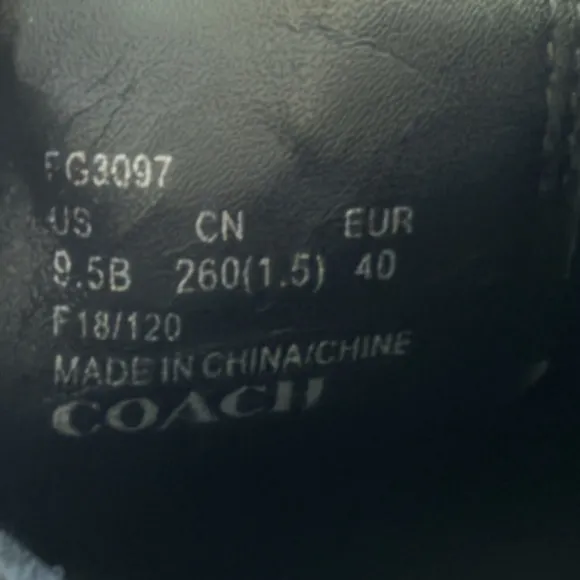 FG3097
US CN EUR
9.5B 260(1.5) 40
F18/120
MADE IN CHINA/CHINE
COACH